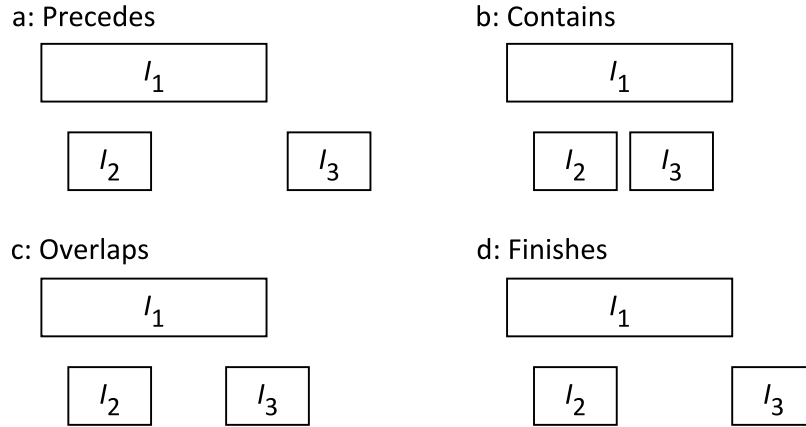 a: Precedes
I1
I2 I3
b: Contains
I1
I2 I3
c: Overlaps
I1
I2 I3
d: Finishes
I1
I2 I3